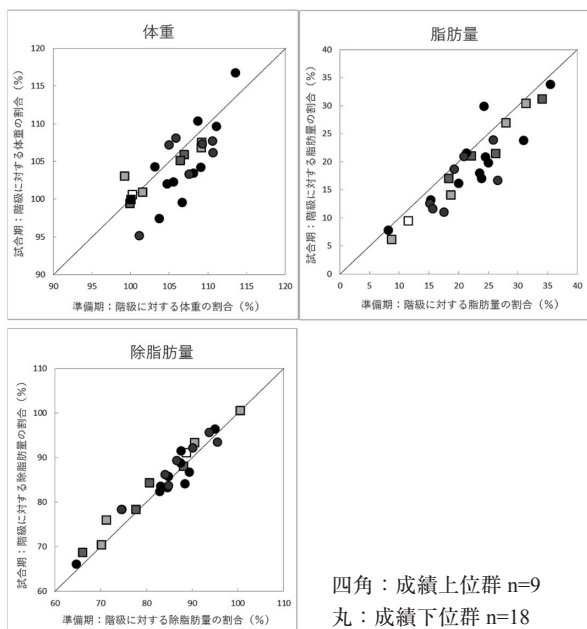 体重
試合期：階級に対する体重の割合（%）
120
115
110
105
100
95
90
90 95 100 105 110 115 120
準備期：階級に対する体重の割合（%）
脂肪量
試合期：階級に対する脂肪量の割合（%）
40
35
30
25
20
15
10
5
0
0 5 10 15 20 25 30 35 40
準備期：階級に対する脂肪量の割合（%）
除脂肪量
試合期：階級に対する除脂肪量の割合（%）
110
100
90
80
70
60
60 70 80 90 100 110
準備期：階級に対する除脂肪量の割合（%）
四角：成績上位群 n=9
丸：成績下位群 n=18